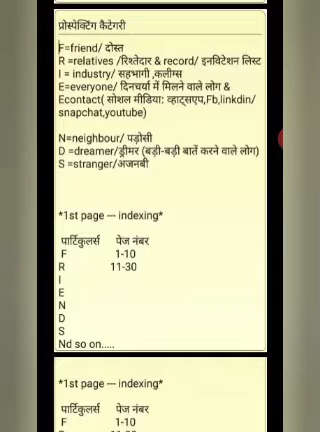 प्रोस्पेक्टिंग कैटेगरी
F=friend/ दोस्त
R =relatives /रिश्तेदार & record/ इनविटेशन लिस्ट
I = industry/ सहभागी ,कलीग्स
E=everyone/ दिनचर्या में मिलने वाले लोग &
Econtact( सोशल मीडिया: व्हाट्सएप,Fb,linkdin/
snapchat,youtube)
N=neighbour/ पड़ोसी
D =dreamer/ड्रीमर (बड़ी-बड़ी बातें करने वाले लोग)
S =stranger/अजनबी
*1st page --- indexing*
पार्टिकुलर्स पेज नंबर
F 1-10
R 11-30
I
E
N
D
S
Nd so on.....
*1st page --- indexing*
पार्टिकुलर्स पेज नंबर
F 1-10